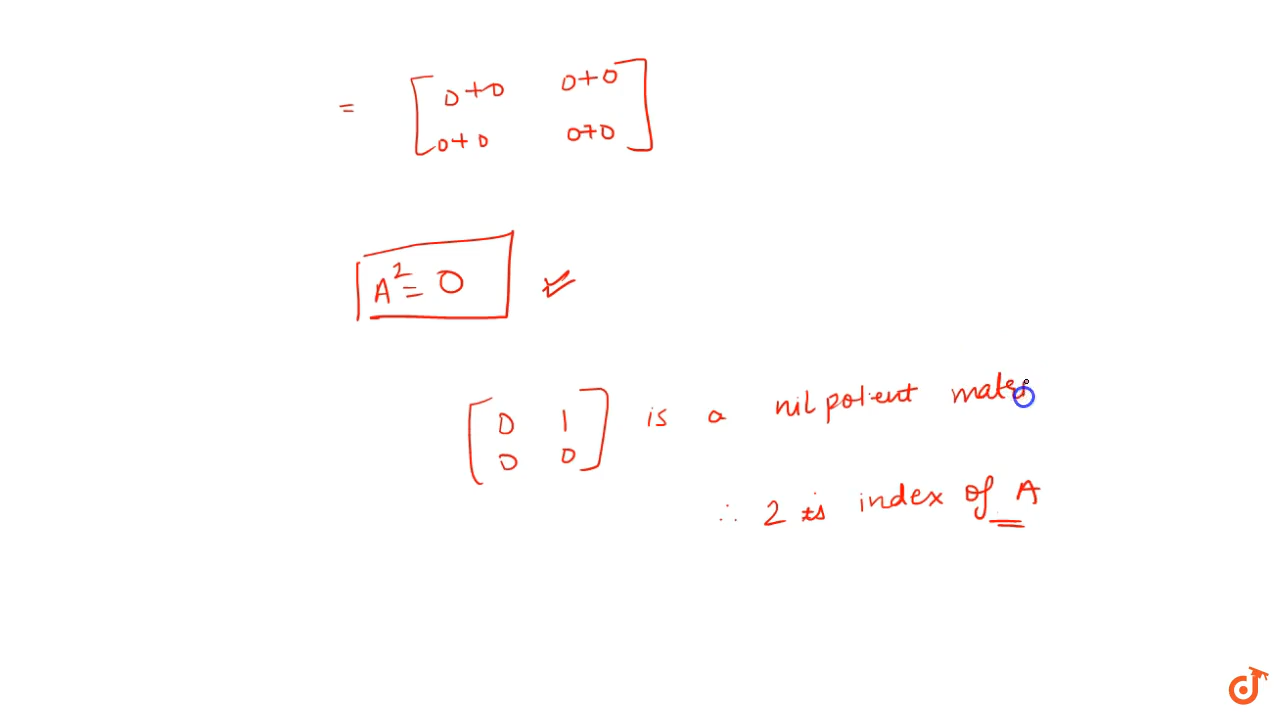 = [ 0+0 0+0
0+0 0+0 ]
A² = 0
[ 0 1
0 0 ] is a nilpotent
∴ 2 is index of A